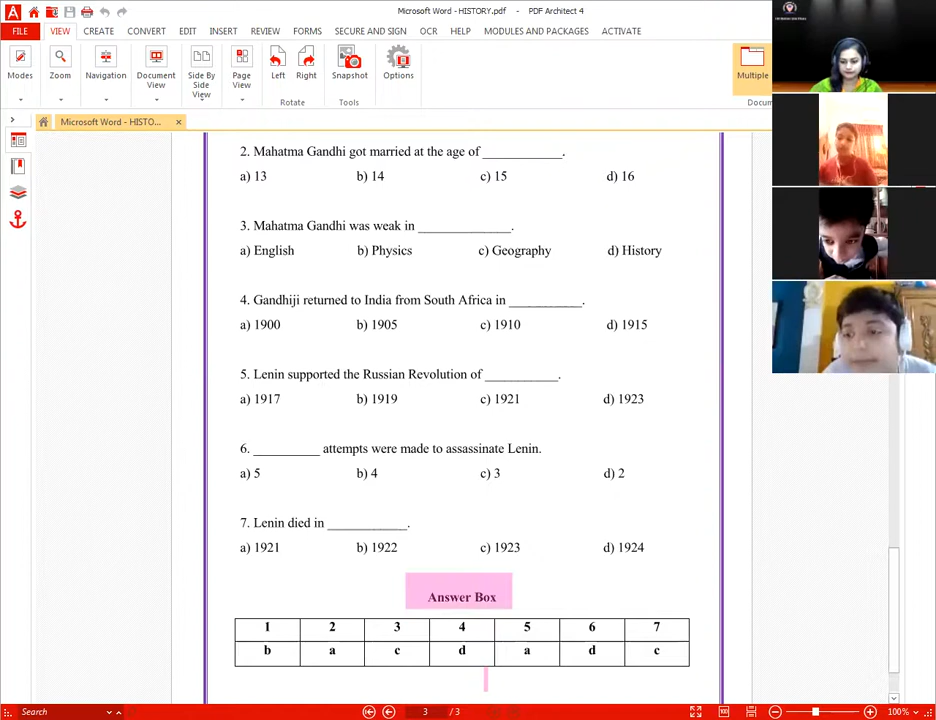 Microsoft Word - HISTORY.pdf - PDF Architect 4
FILE VIEW CREATE CONVERT EDIT INSERT REVIEW FORMS SECURE AND SIGN OCR HELP MODULES AND PACKAGES ACTIVATE
Modes Zoom Navigation Document View Side By Side View Page View Left Right Snapshot Options Multiple
Rotate Tools Docum
Microsoft Word - HISTO... ×
2. Mahatma Gandhi got married at the age of ____________.
a) 13 b) 14 c) 15 d) 16
3. Mahatma Gandhi was weak in ______________.
a) English b) Physics c) Geography d) History
4. Gandhiji returned to India from South Africa in ___________.
a) 1900 b) 1905 c) 1910 d) 1915
5. Lenin supported the Russian Revolution of ___________.
a) 1917 b) 1919 c) 1921 d) 1923
6. __________ attempts were made to assassinate Lenin.
a) 5 b) 4 c) 3 d) 2
7. Lenin died in ____________.
a) 1921 b) 1922 c) 1923 d) 1924
Answer Box
1 2 3 4 5 6 7
b a c d a d c
Search 3 / 3 100%